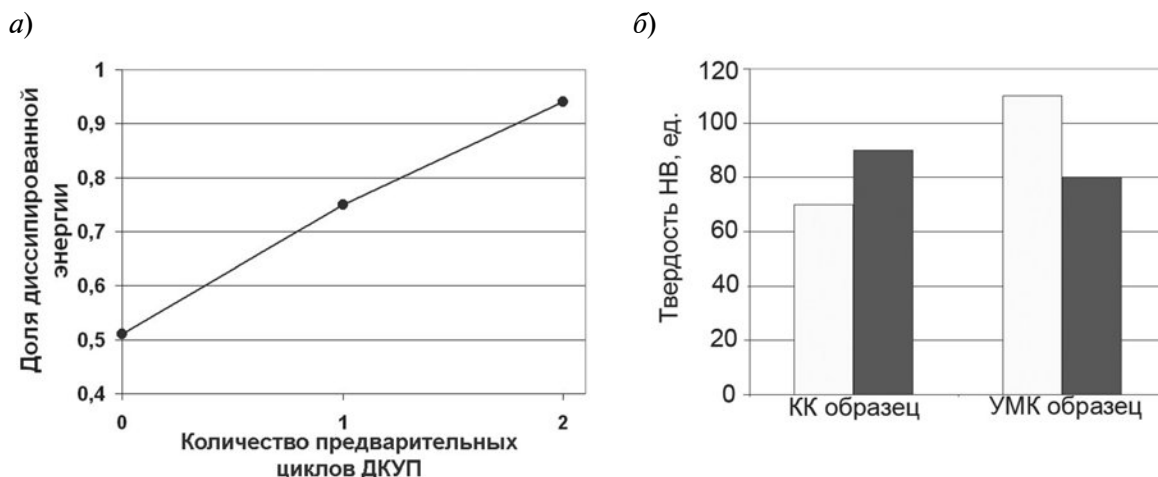 а)
Доля диссипированной
энергии
1
0,9
0,8
0,7
0,6
0,5
0,4
0
1
2
Количество предварительных
циклов ДКУП
б)
Твердость НВ, ед.
120
100
80
60
40
20
0
КК образец
УМК образец